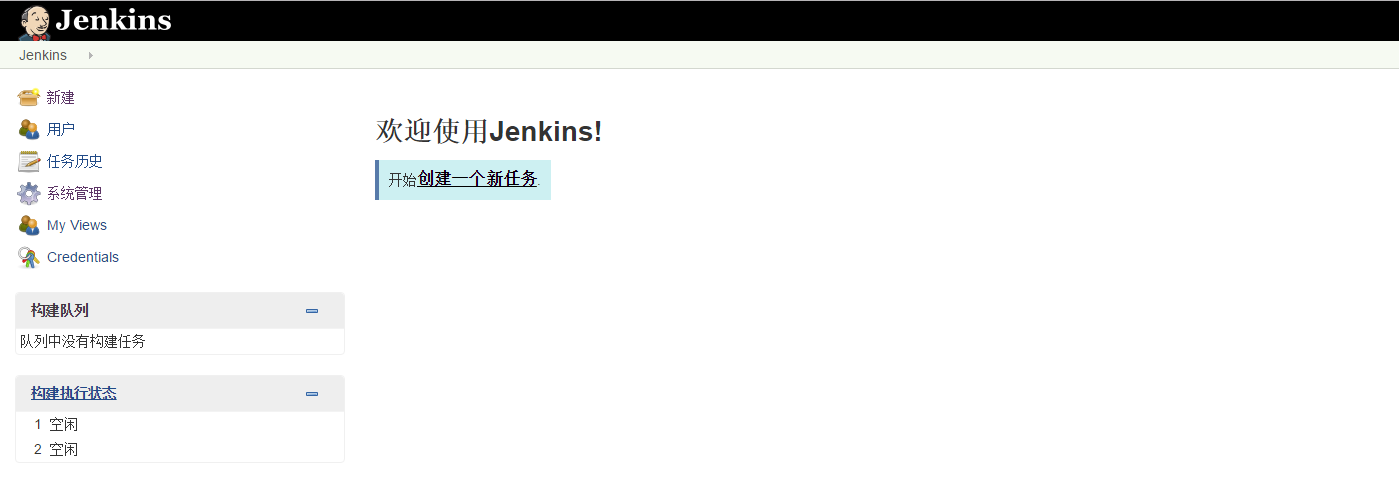 Jenkins
Jenkins
新建
用户
任务历史
系统管理
My Views
Credentials
构建队列
队列中没有构建任务
构建执行状态
1 空闲
2 空闲
欢迎使用Jenkins!
开始创建一个新任务.